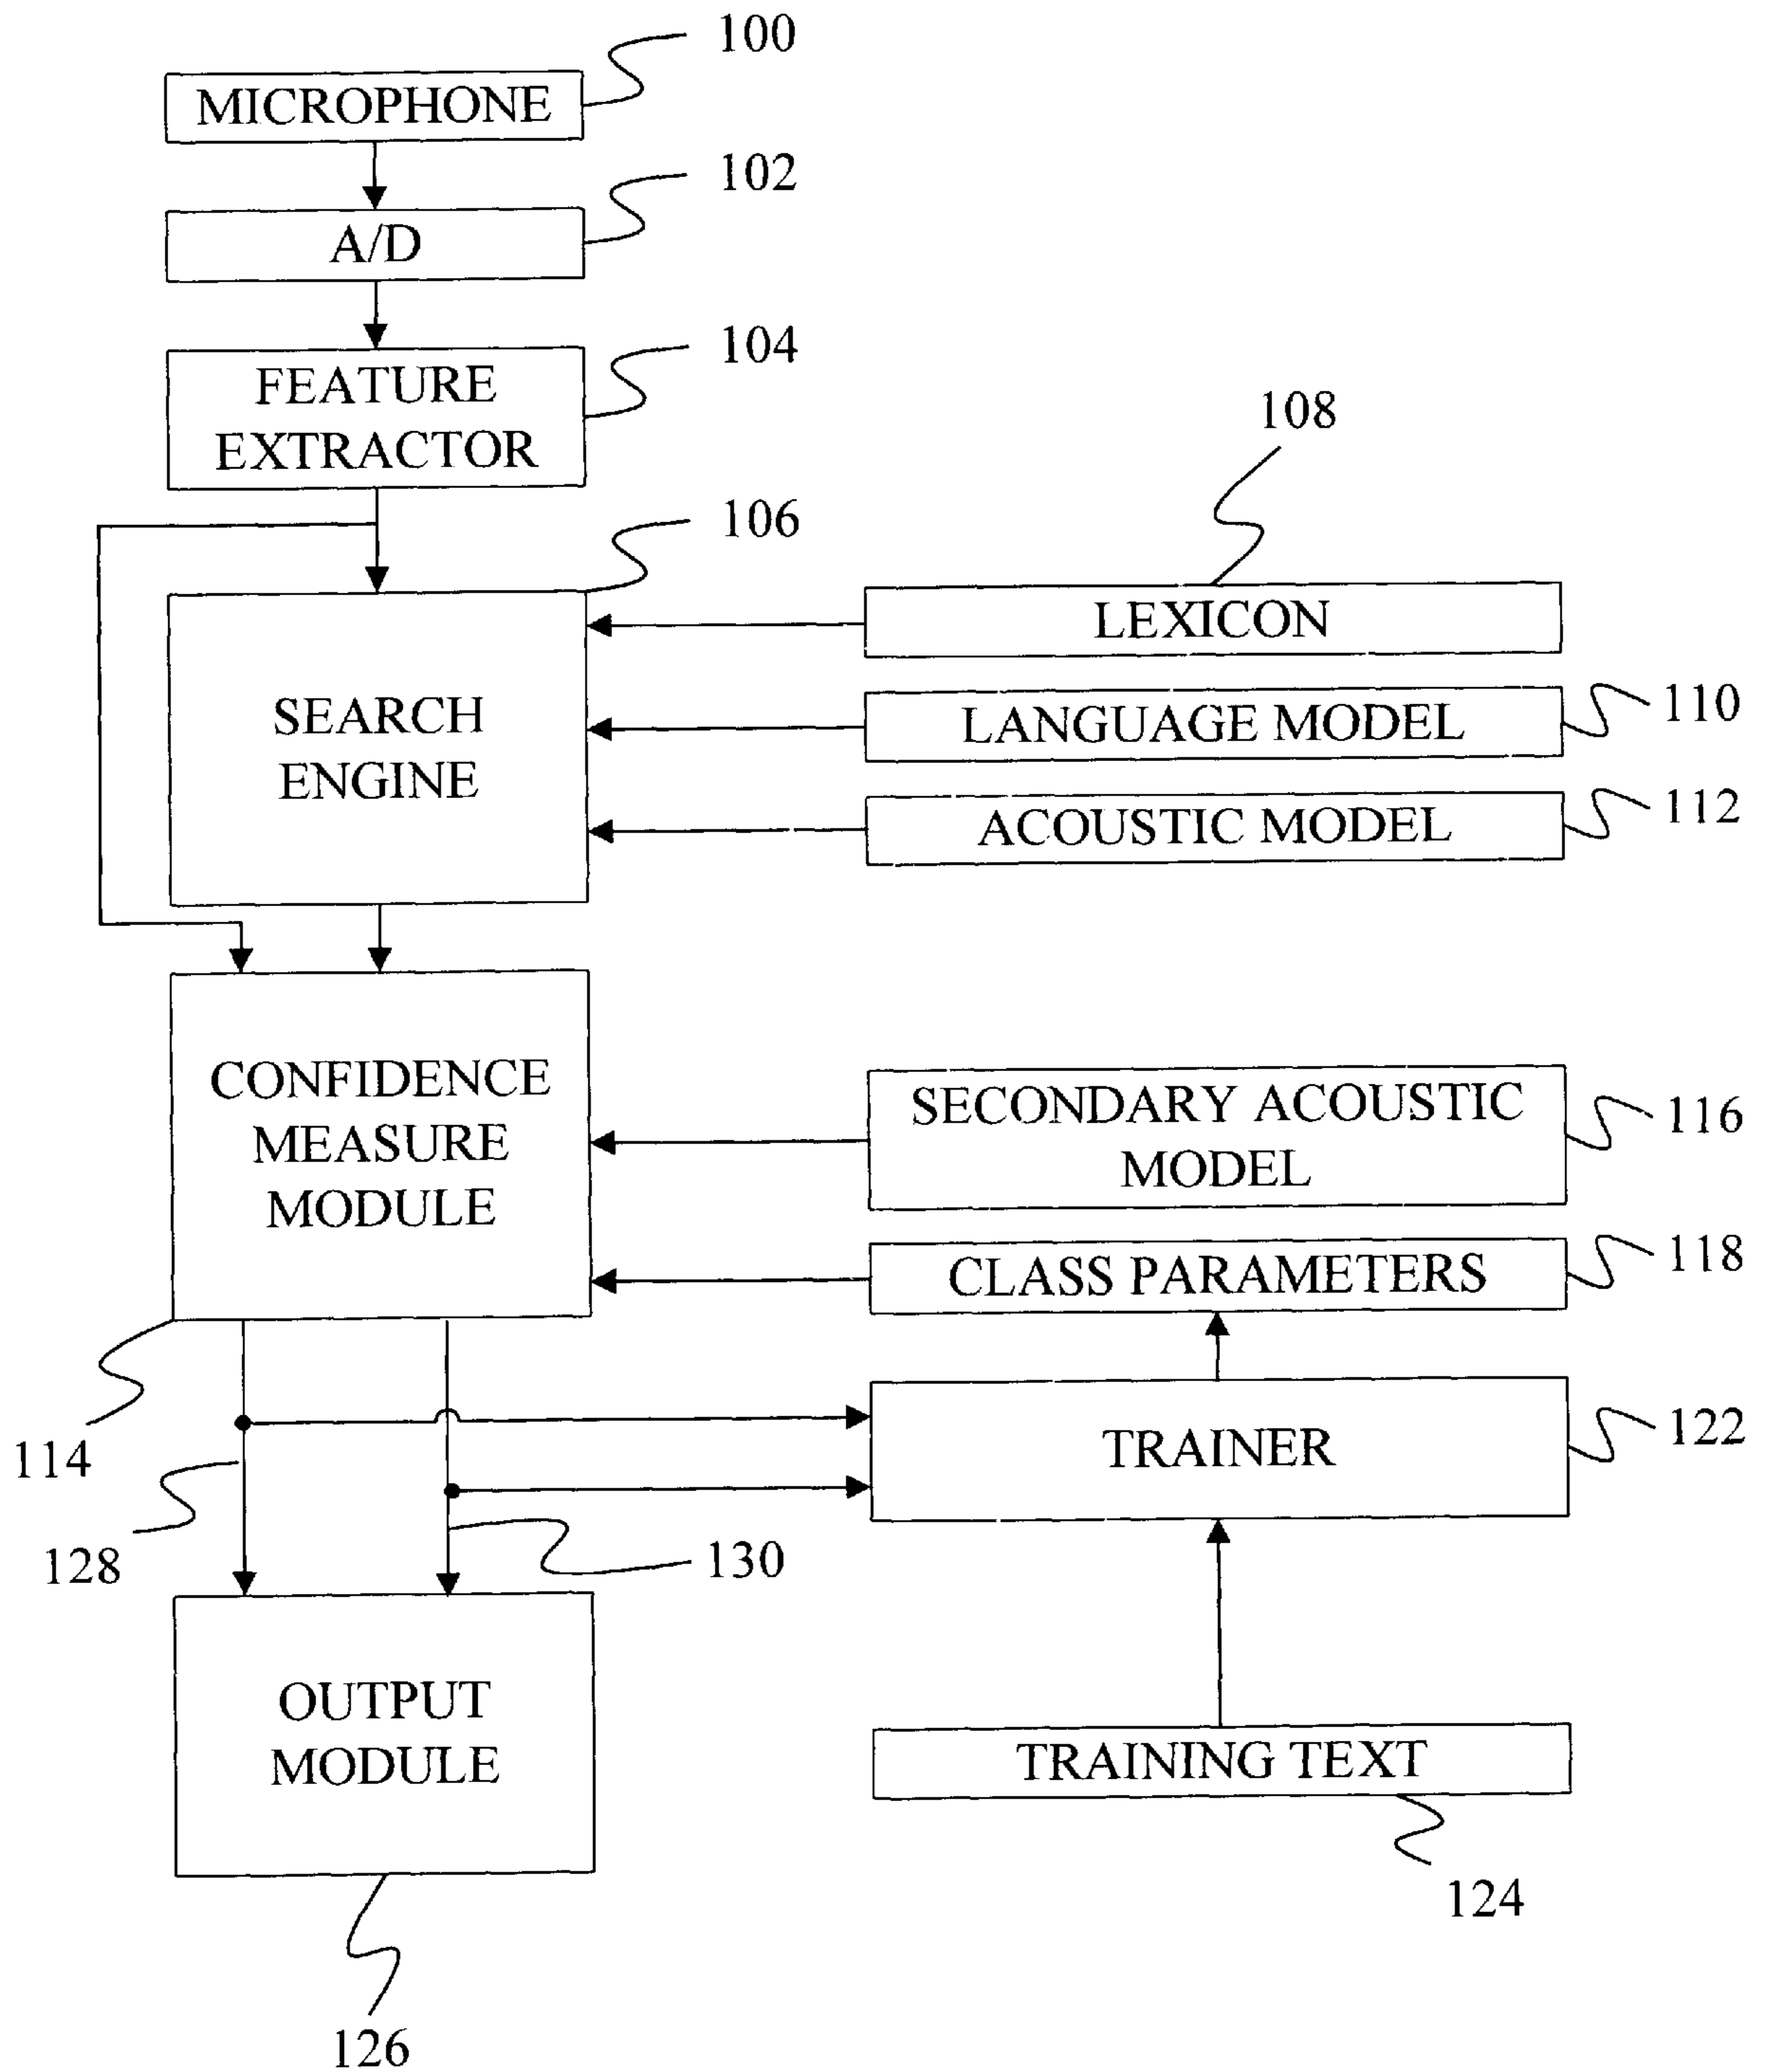 100
MICROPHONE
102
A/D
104
FEATURE
EXTRACTOR
106
108
LEXICON
SEARCH
ENGINE
LANGUAGE MODEL
110
ACOUSTIC MODEL
112
CONFIDENCE
MEASURE
MODULE
SECONDARY ACOUSTIC
MODEL
116
CLASS PARAMETERS
118
114
TRAINER
122
128
130
OUTPUT
MODULE
TRAINING TEXT
124
126